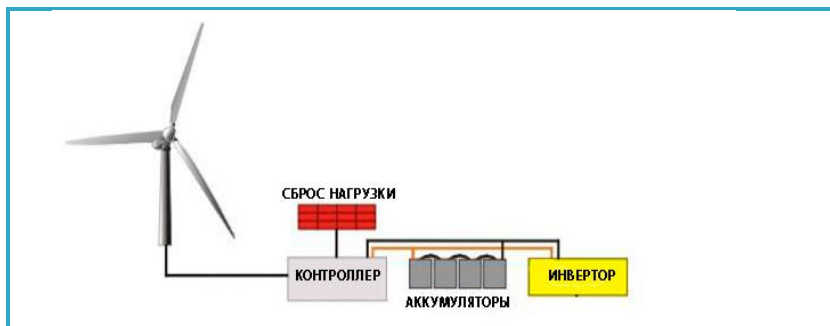 СБРОС НАГРУЗКИ
КОНТРОЛЛЕР
АККУМУЛЯТОРЫ
ИНВЕРТОР